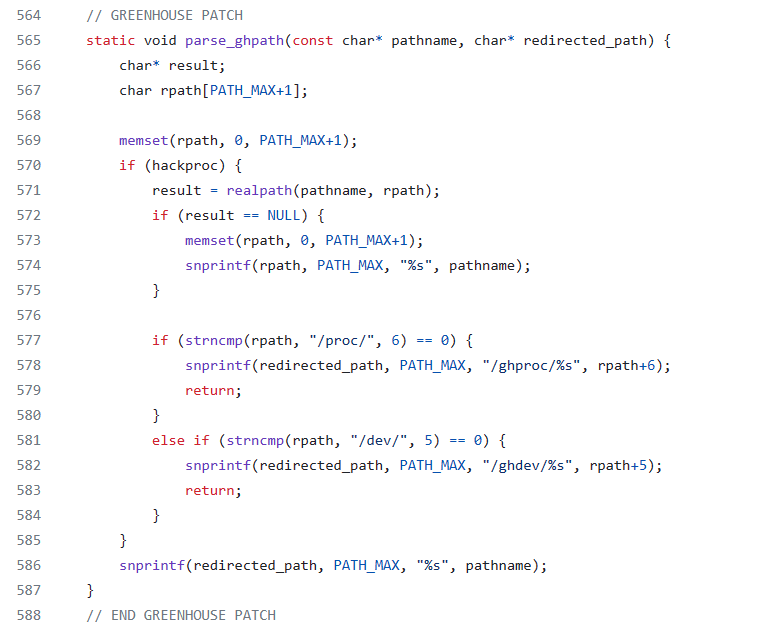 564 // GREENHOUSE PATCH
565 static void parse_ghpath(const char* pathname, char* redirected_path) {
566 char* result;
567 char rpath[PATH_MAX+1];
568
569 memset(rpath, 0, PATH_MAX+1);
570 if (hackproc) {
571 result = realpath(pathname, rpath);
572 if (result == NULL) {
573 memset(rpath, 0, PATH_MAX+1);
574 snprintf(rpath, PATH_MAX, "%s", pathname);
575 }
576
577 if (strncmp(rpath, "/proc/", 6) == 0) {
578 snprintf(redirected_path, PATH_MAX, "/ghproc/%s", rpath+6);
579 return;
580 }
581 else if (strncmp(rpath, "/dev/", 5) == 0) {
582 snprintf(redirected_path, PATH_MAX, "/ghdev/%s", rpath+5);
583 return;
584 }
585 }
586 snprintf(redirected_path, PATH_MAX, "%s", pathname);
587 }
588 // END GREENHOUSE PATCH